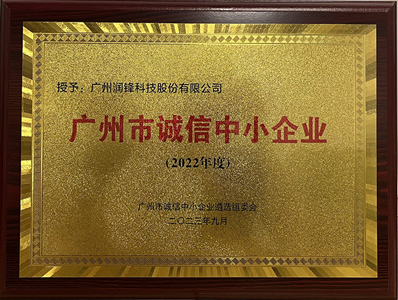 授予：广州润锋科技股份有限公司
广州市诚信中小企业
（2022年度）
广州市诚信中小企业遴选组委会
二〇二三年九月